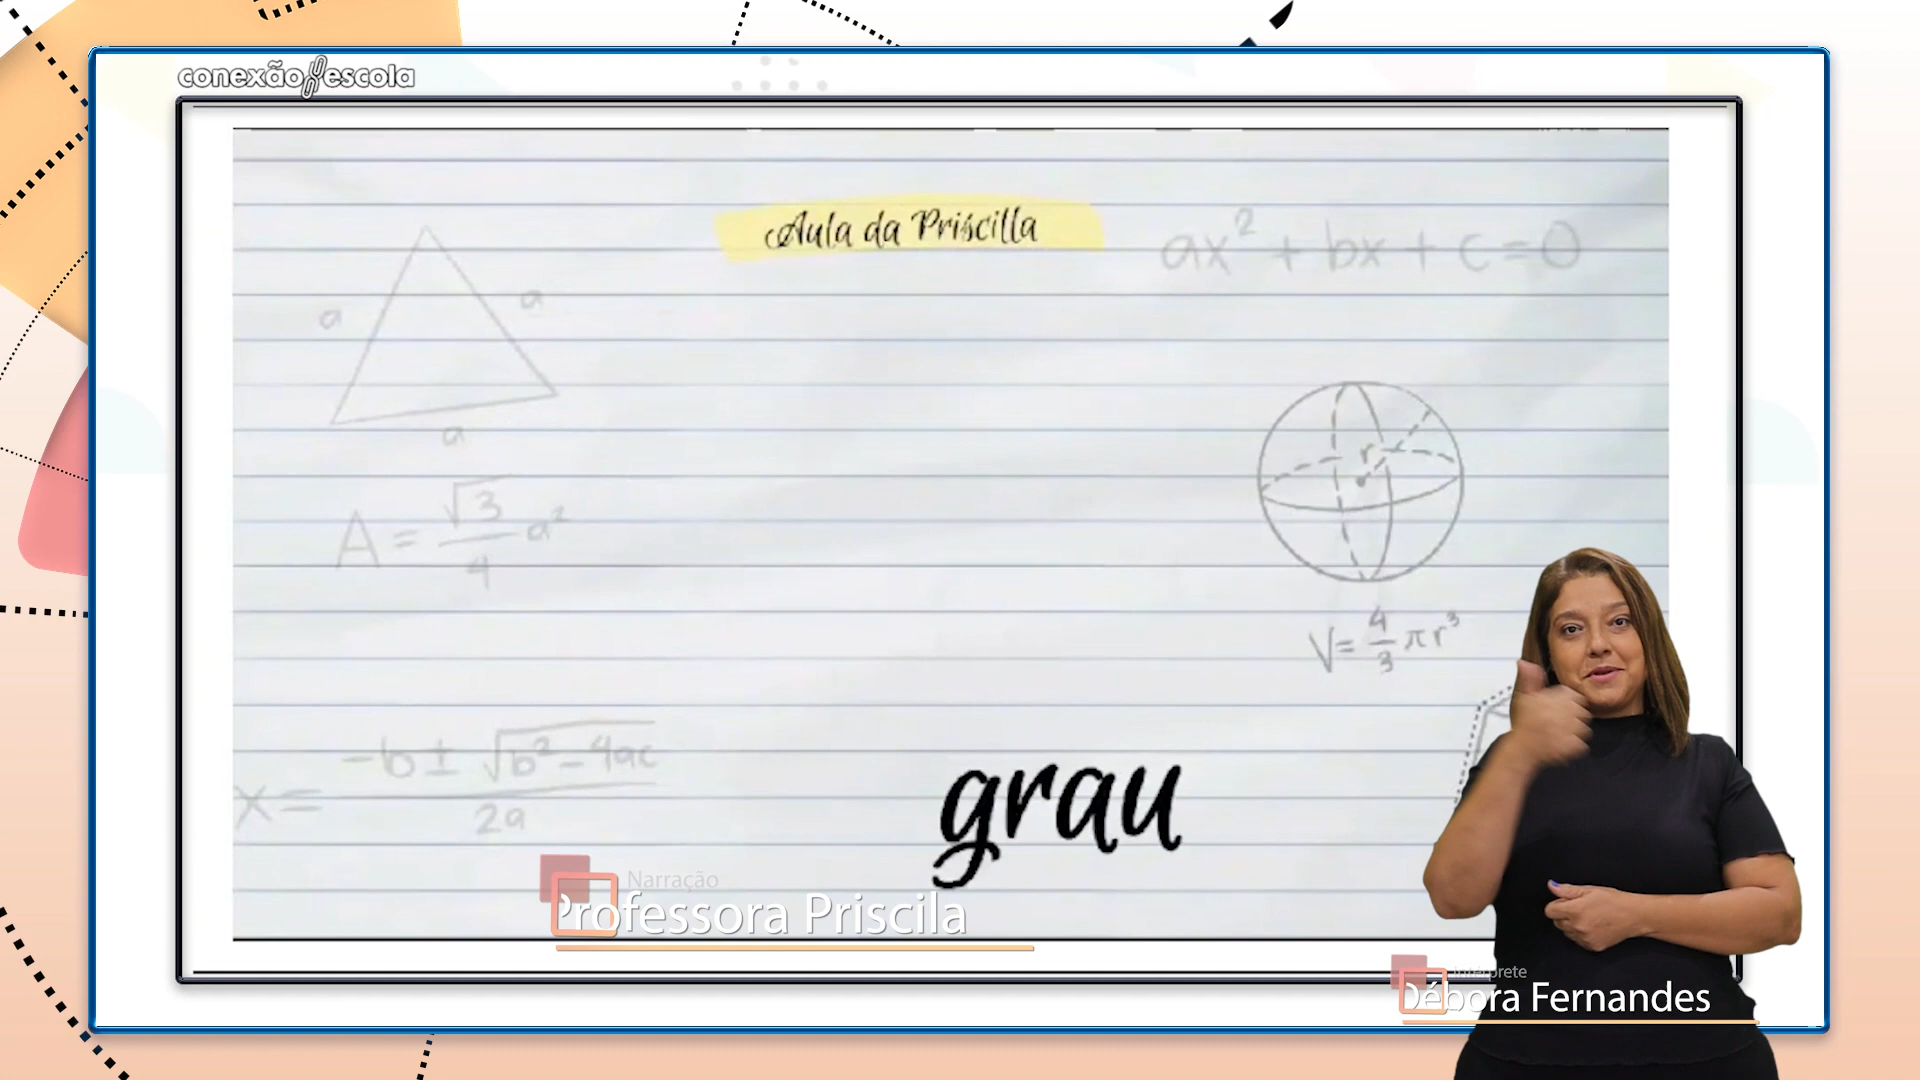 conexão escola
Aula da Priscilla
ax² + bx + c = 0
a
a
a
r
A = √3/4 a²
V = 4/3 πr³
x = -b ± √b² - 4ac / 2a
grau
Narração
Professora Priscila
Intérprete
Débora Fernandes